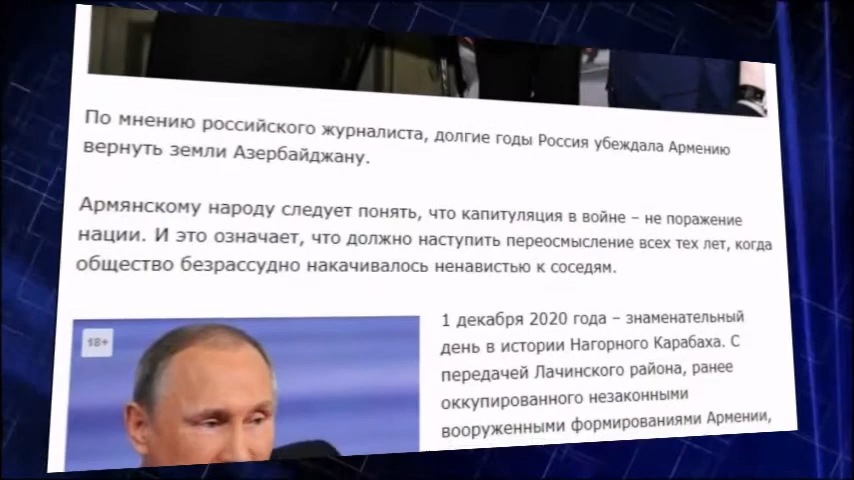 По мнению российского журналиста, долгие годы Россия убеждала Армению
вернуть земли Азербайджану.
Армянскому народу следует понять, что капитуляция в войне – не поражение
нации. И это означает, что должно наступить переосмысление всех тех лет, когда
общество безрассудно накачивалось ненавистью к соседям.
18+
1 декабря 2020 года – знаменательный
день в истории Нагорного Карабаха. С
передачей Лачинского района, ранее
оккупированного незаконными
вооруженными формированиями Армении,